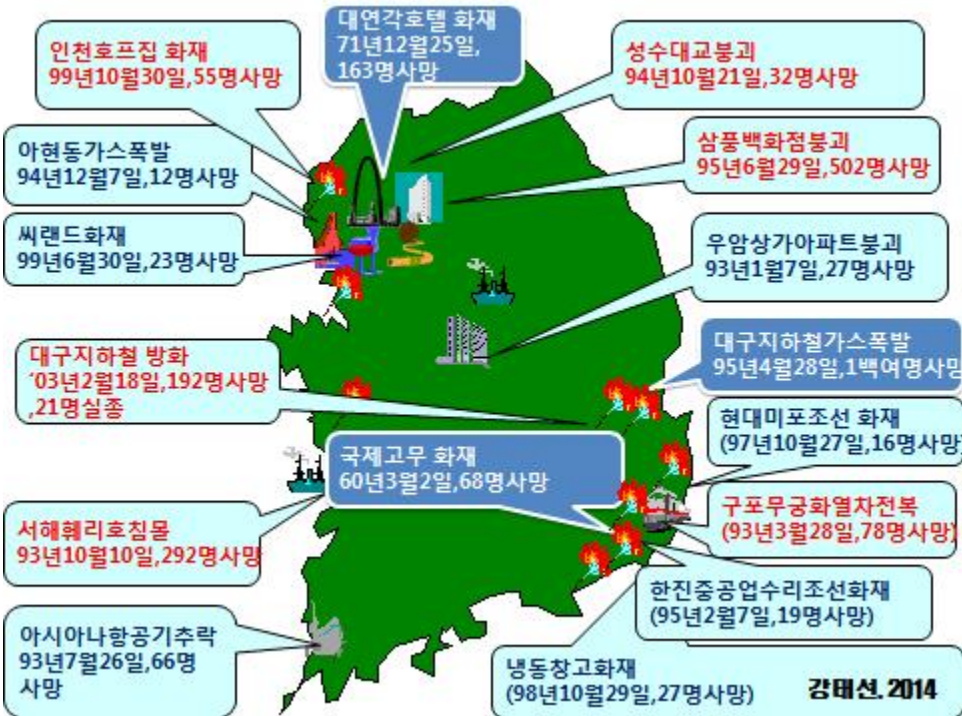 대연각호텔 화재
71년12월25일,
163명사망
인천호프집 화재
99년10월30일,55명사망
성수대교붕괴
94년10월21일,32명사망
아현동가스폭발
94년12월7일,12명사망
삼풍백화점붕괴
95년6월29일,502명사망
씨랜드화재
99년6월30일,23명사망
우암상가아파트붕괴
93년1월7일,27명사망
대구지하철 방화
‘03년2월18일,192명사망
,21명실종
대구지하철가스폭발
95년4월28일,1백여명사망
현대미포조선 화재
(97년10월27일,16명사망)
국제고무 화재
60년3월2일,68명사망
서해훼리호침몰
93년10월10일,292명사망
구포무궁화열차전복
(93년3월28일,78명사망)
한진중공업수리조선화재
(95년2월7일,19명사망)
아시아나항공기추락
93년7월26일,66명
사망
냉동창고화재
(98년10월29일,27명사망)
강태선.2014